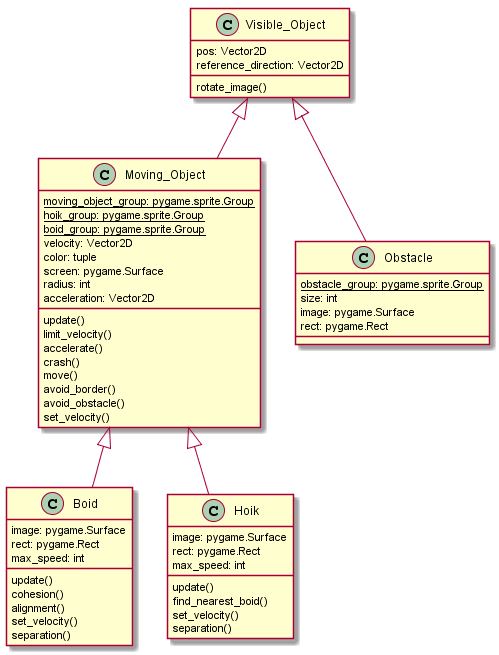 C Visible_Object
pos: Vector2D
reference_direction: Vector2D
rotate_image()
C Moving_Object
moving_object_group: pygame.sprite.Group
hoik_group: pygame.sprite.Group
boid_group: pygame.sprite.Group
velocity: Vector2D
color: tuple
screen: pygame.Surface
radius: int
acceleration: Vector2D
update()
limit_velocity()
accelerate()
crash()
move()
avoid_border()
avoid_obstacle()
set_velocity()
C Obstacle
obstacle_group: pygame.sprite.Group
size: int
image: pygame.Surface
rect: pygame.Rect
C Boid
image: pygame.Surface
rect: pygame.Rect
max_speed: int
update()
cohesion()
alignment()
set_velocity()
separation()
C Hoik
image: pygame.Surface
rect: pygame.Rect
max_speed: int
update()
find_nearest_boid()
set_velocity()
separation()